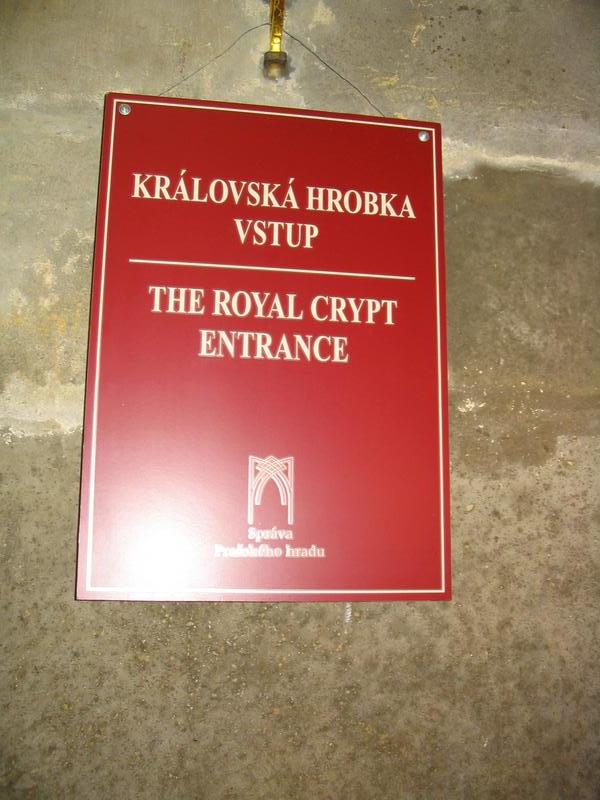 KRÁLOVSKÁ HROBKA
VSTUP
THE ROYAL CRYPT
ENTRANCE
Správa
Pražského hradu